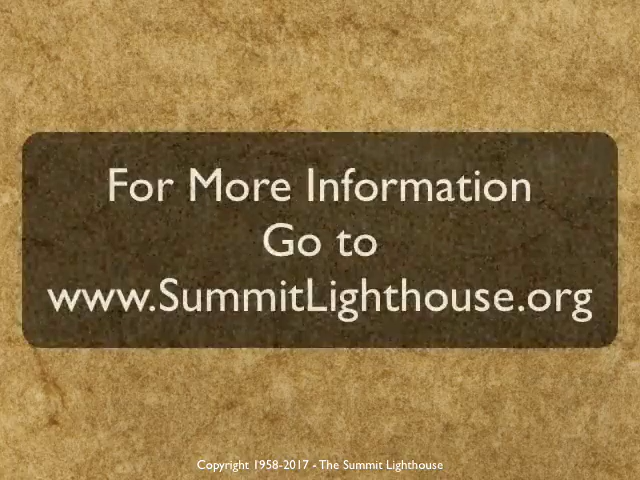 For More Information
Go to
www.SummitLighthouse.org
Copyright 1958-2017 - The Summit Lighthouse